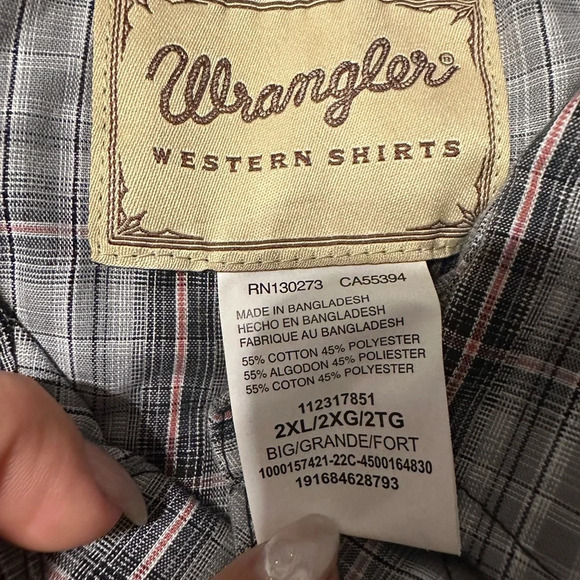 Wrangler®
WESTERN SHIRTS
RN130273 CA55394
MADE IN BANGLADESH
HECHO EN BANGLADESH
FABRIQUE AU BANGLADESH
55% COTTON 45% POLYESTER
55% ALGODON 45% POLIESTER
55% COTON 45% POLYESTER
112317851
2XL/2XG/2TG
BIG/GRANDE/FORT
1000157421-22C-4500164830
191684628793